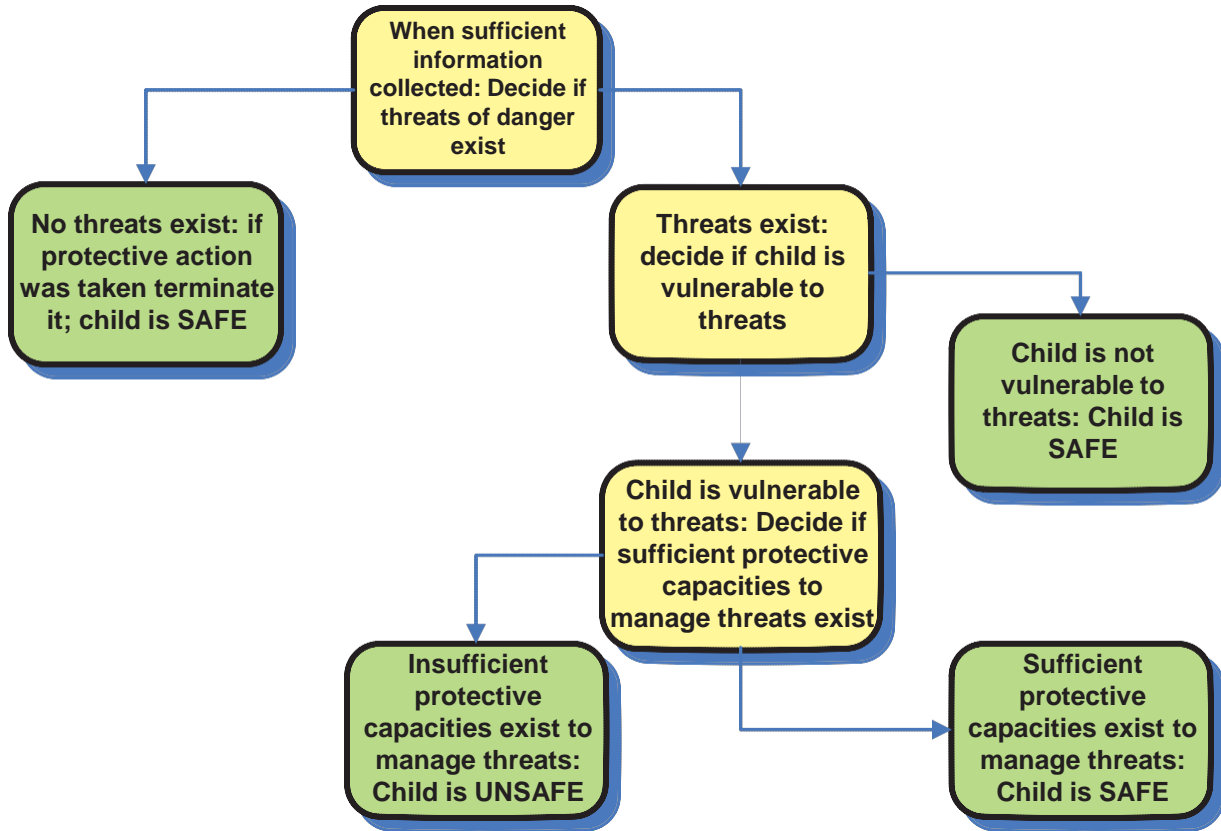 When sufficient
information
collected: Decide if
threats of danger
exist
No threats exist: if
protective action
was taken terminate
it; child is SAFE
Threats exist:
decide if child is
vulnerable to
threats
Child is not
vulnerable to
threats: Child is
SAFE
Child is vulnerable
to threats: Decide if
sufficient protective
capacities to
manage threats exist
Insufficient
protective
capacities exist to
manage threats:
Child is UNSAFE
Sufficient
protective
capacities exist to
manage threats:
Child is SAFE